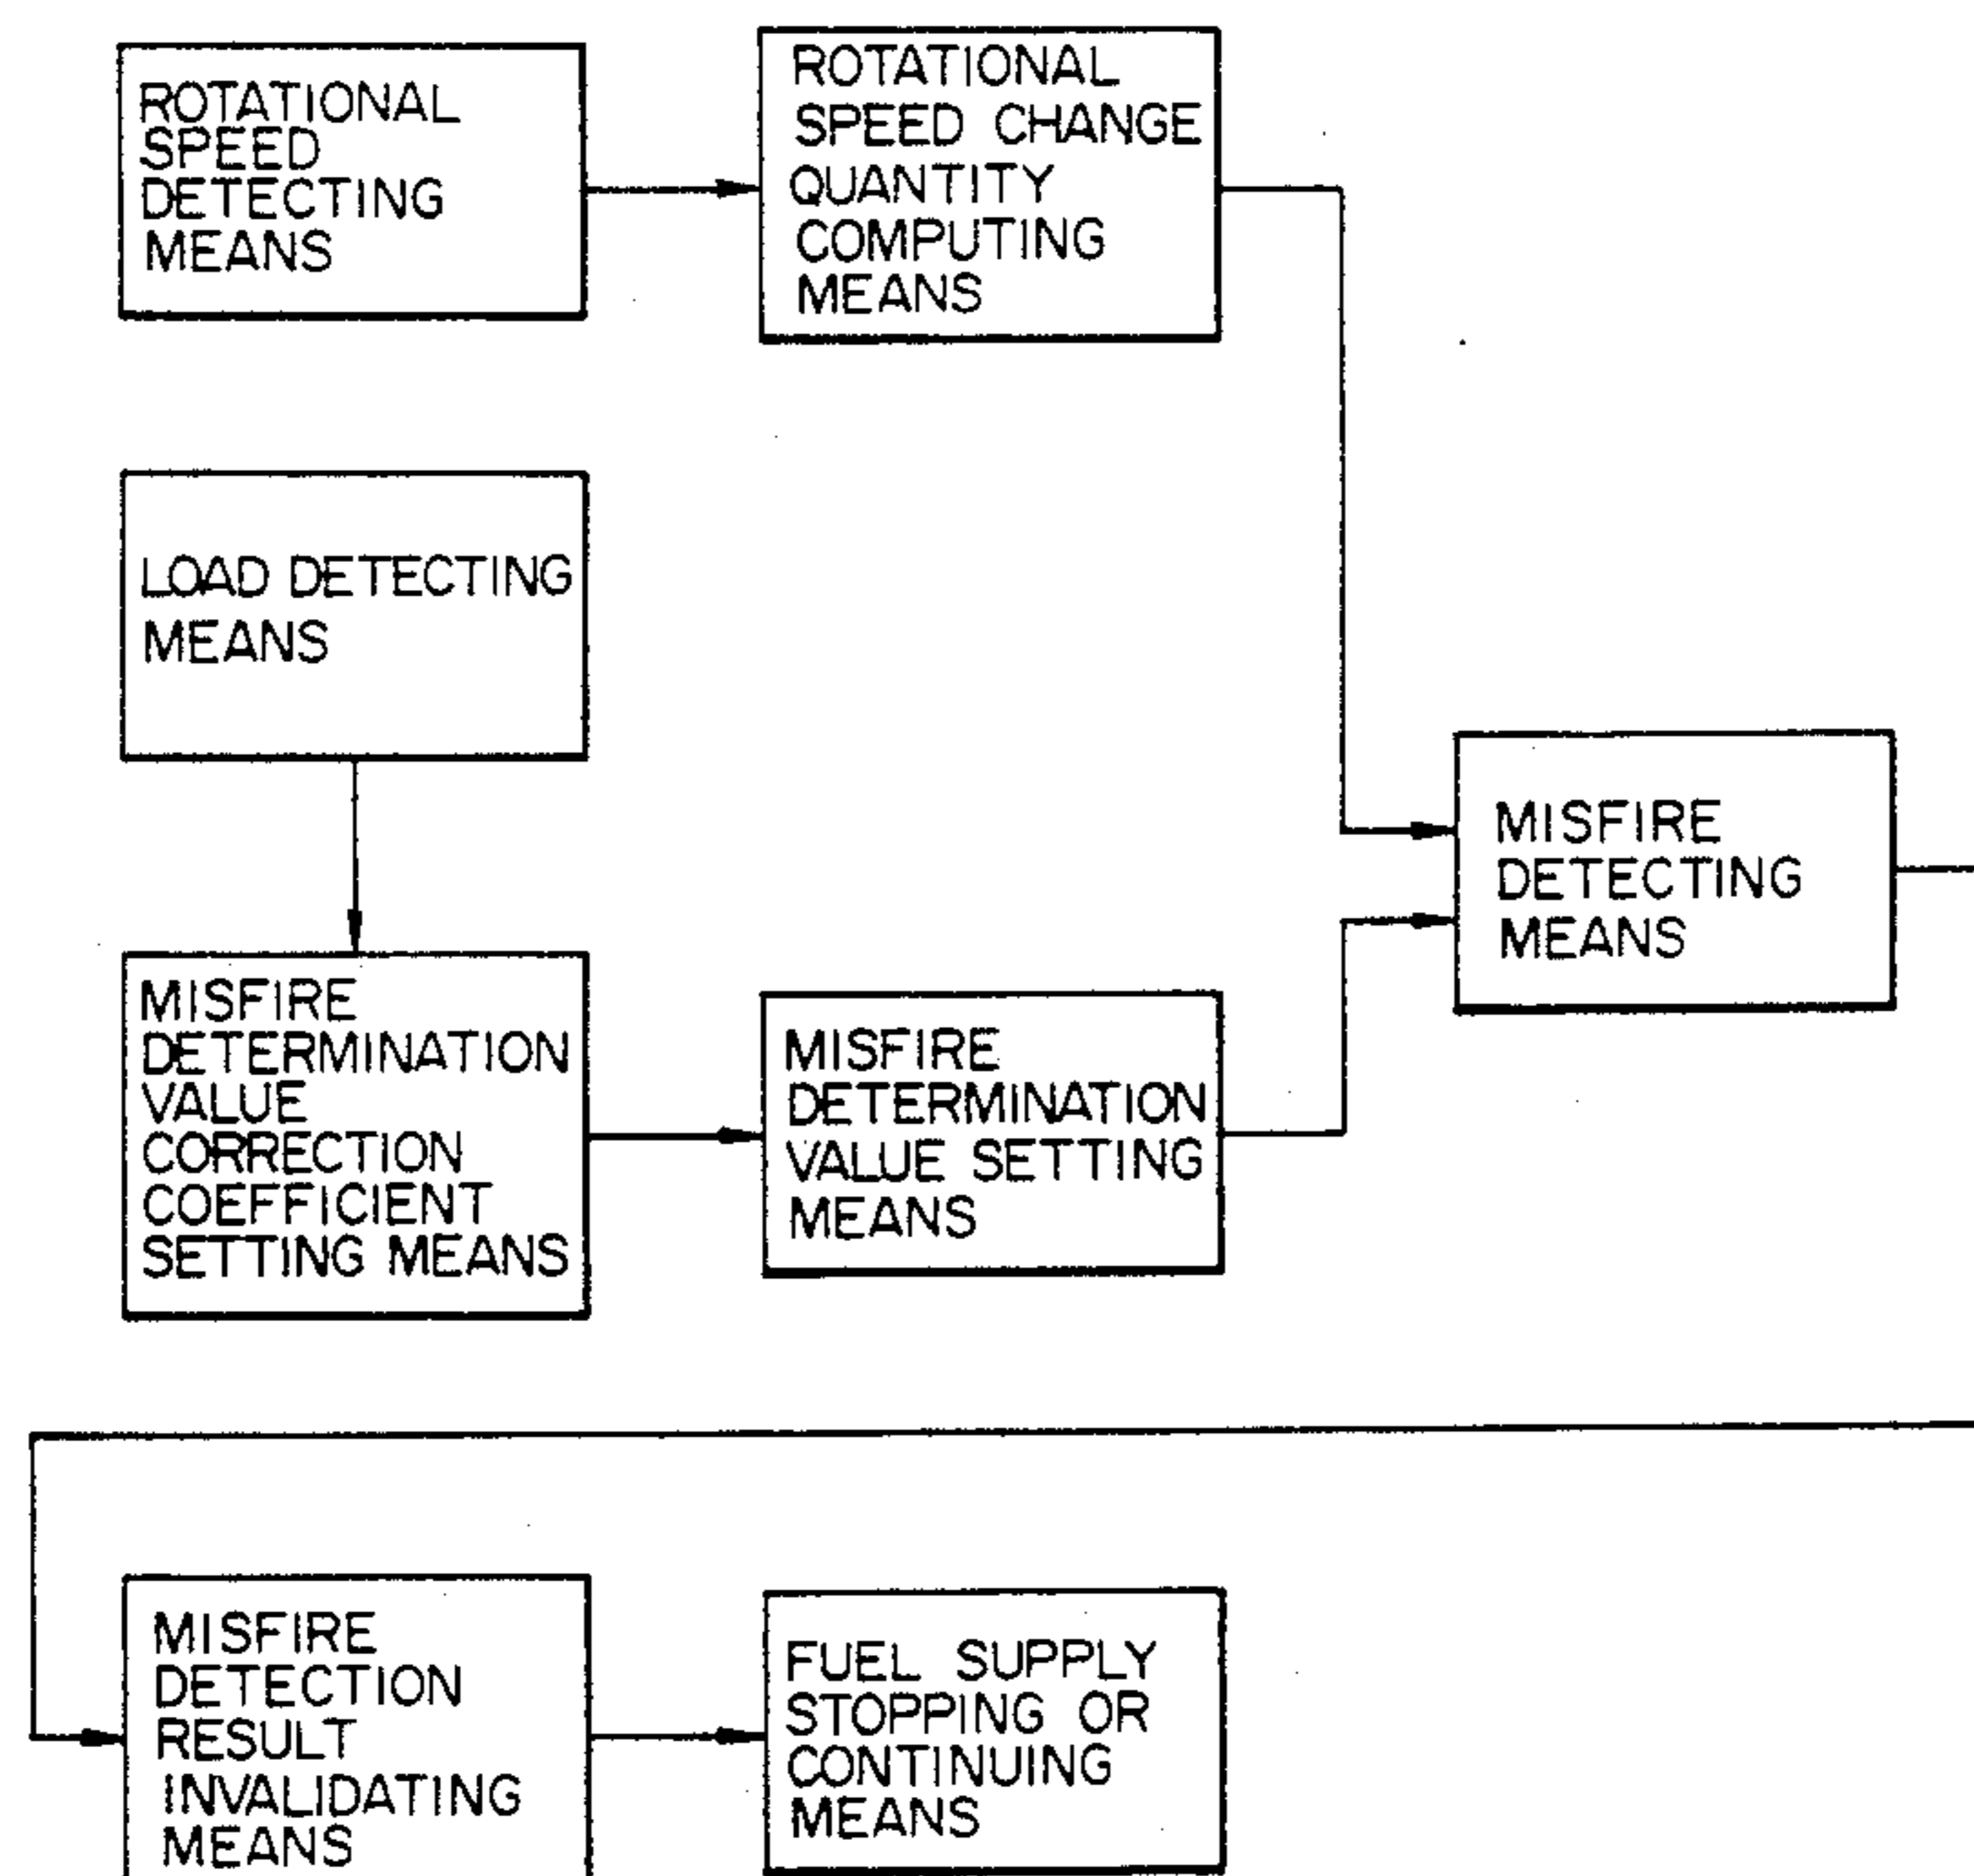 ROTATIONAL
SPEED
DETECTING
MEANS
ROTATIONAL
SPEED CHANGE
QUANTITY
COMPUTING
MEANS
LOAD DETECTING
MEANS
MISFIRE
DETECTING
MEANS
MISFIRE
DETERMINATION
VALUE
CORRECTION
COEFFICIENT
SETTING MEANS
MISFIRE
DETERMINATION
VALUE SETTING
MEANS
MISFIRE
DETECTION
RESULT
INVALIDATING
MEANS
FUEL SUPPLY
STOPPING OR
CONTINUING
MEANS